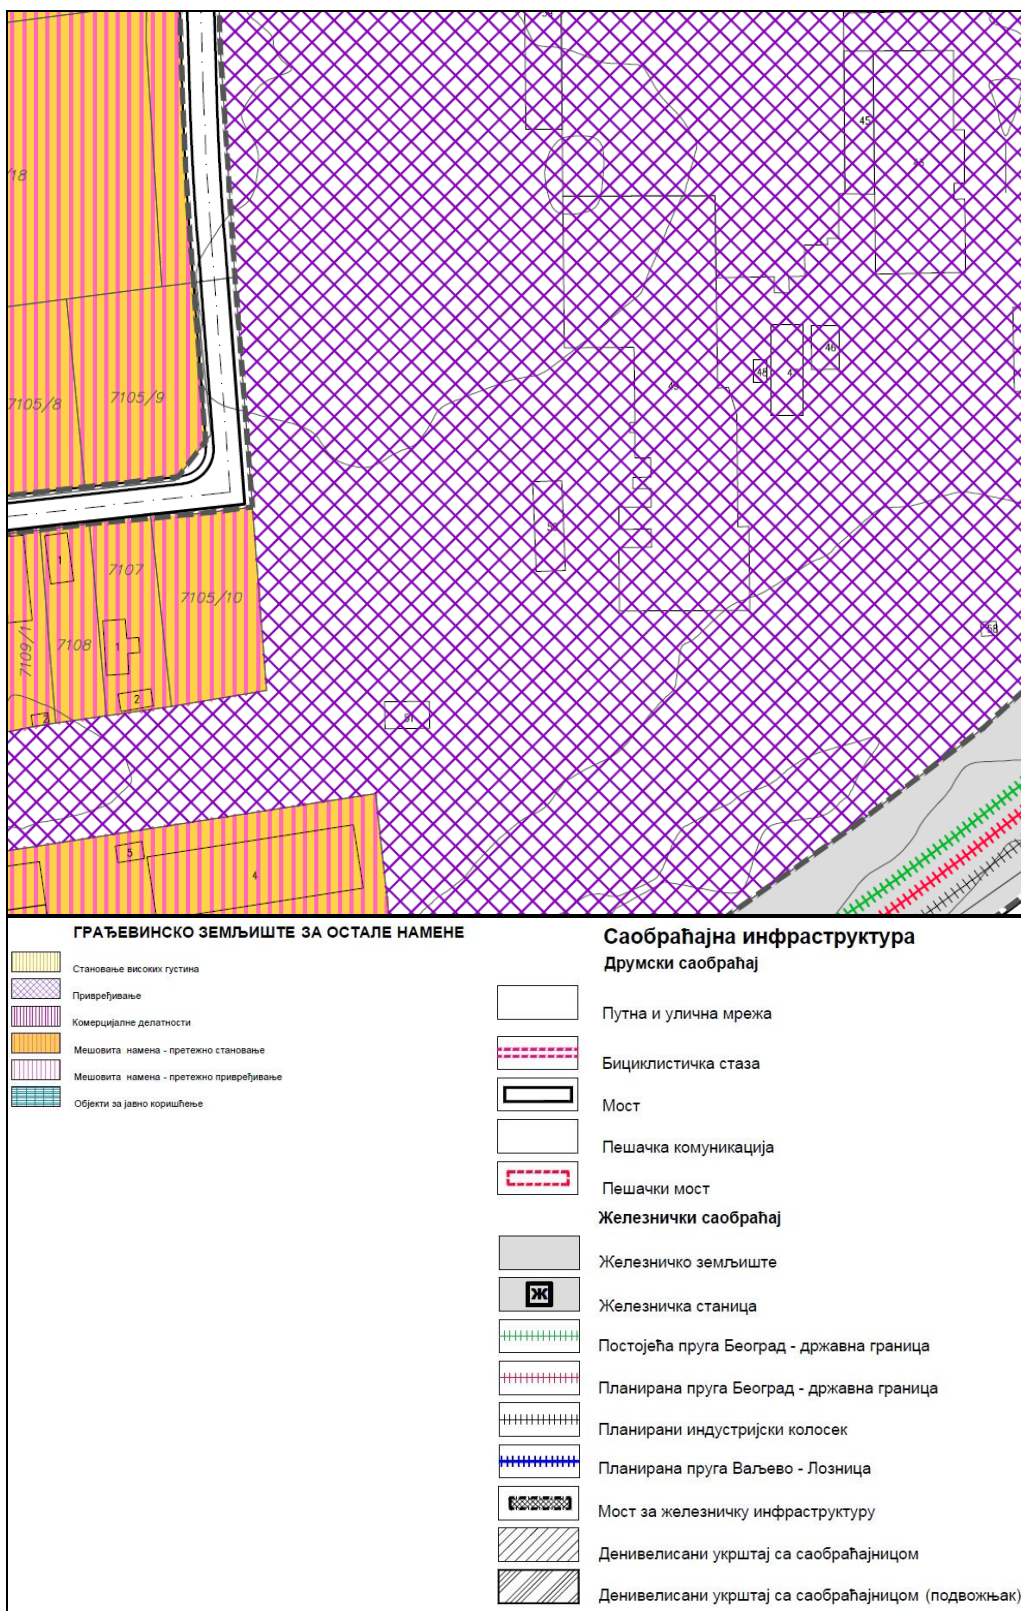 54
45
45
/18
46
48
4
49
7105/8
7105/9
50
1
7107
7105/10
58
7109/1
7108
1
2
2
51
5
4
ГРАЂЕВИНСКО ЗЕМЉИШТЕ ЗА ОСТАЛЕ НАМЕНЕ
Становање високих густина
Привређивање
Комерцијалне делатности
Мешовита намена - претежно становање
Мешовита намена - претежно привређивање
Објекти за јавно коришћење
Саобраћајна инфраструктура
Друмски саобраћај
Путна и улична мрежа
Бициклистичка стаза
Мост
Пешачка комуникација
Пешачки мост
Железнички саобраћај
Железничко земљиште
Ж
Железничка станица
Постојећа пруга Београд - државна граница
Планирана пруга Београд - државна граница
Планирани индустријски колосек
Планирана пруга Ваљево - Лозница
Мост за железничку инфраструктуру
Денивелисани укрштај са саобраћајницом
Денивелисани укрштај са саобраћајницом (подвожњак)